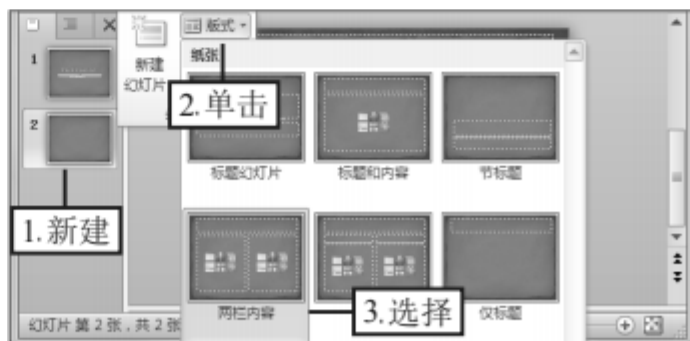 版式
1
新建
幻灯片
纸张
2.单击
2
标题幻灯片
标题和内容
节标题
1.新建
两栏内容
3.选择
仅标题
幻灯片 第 2 张，共 2 张